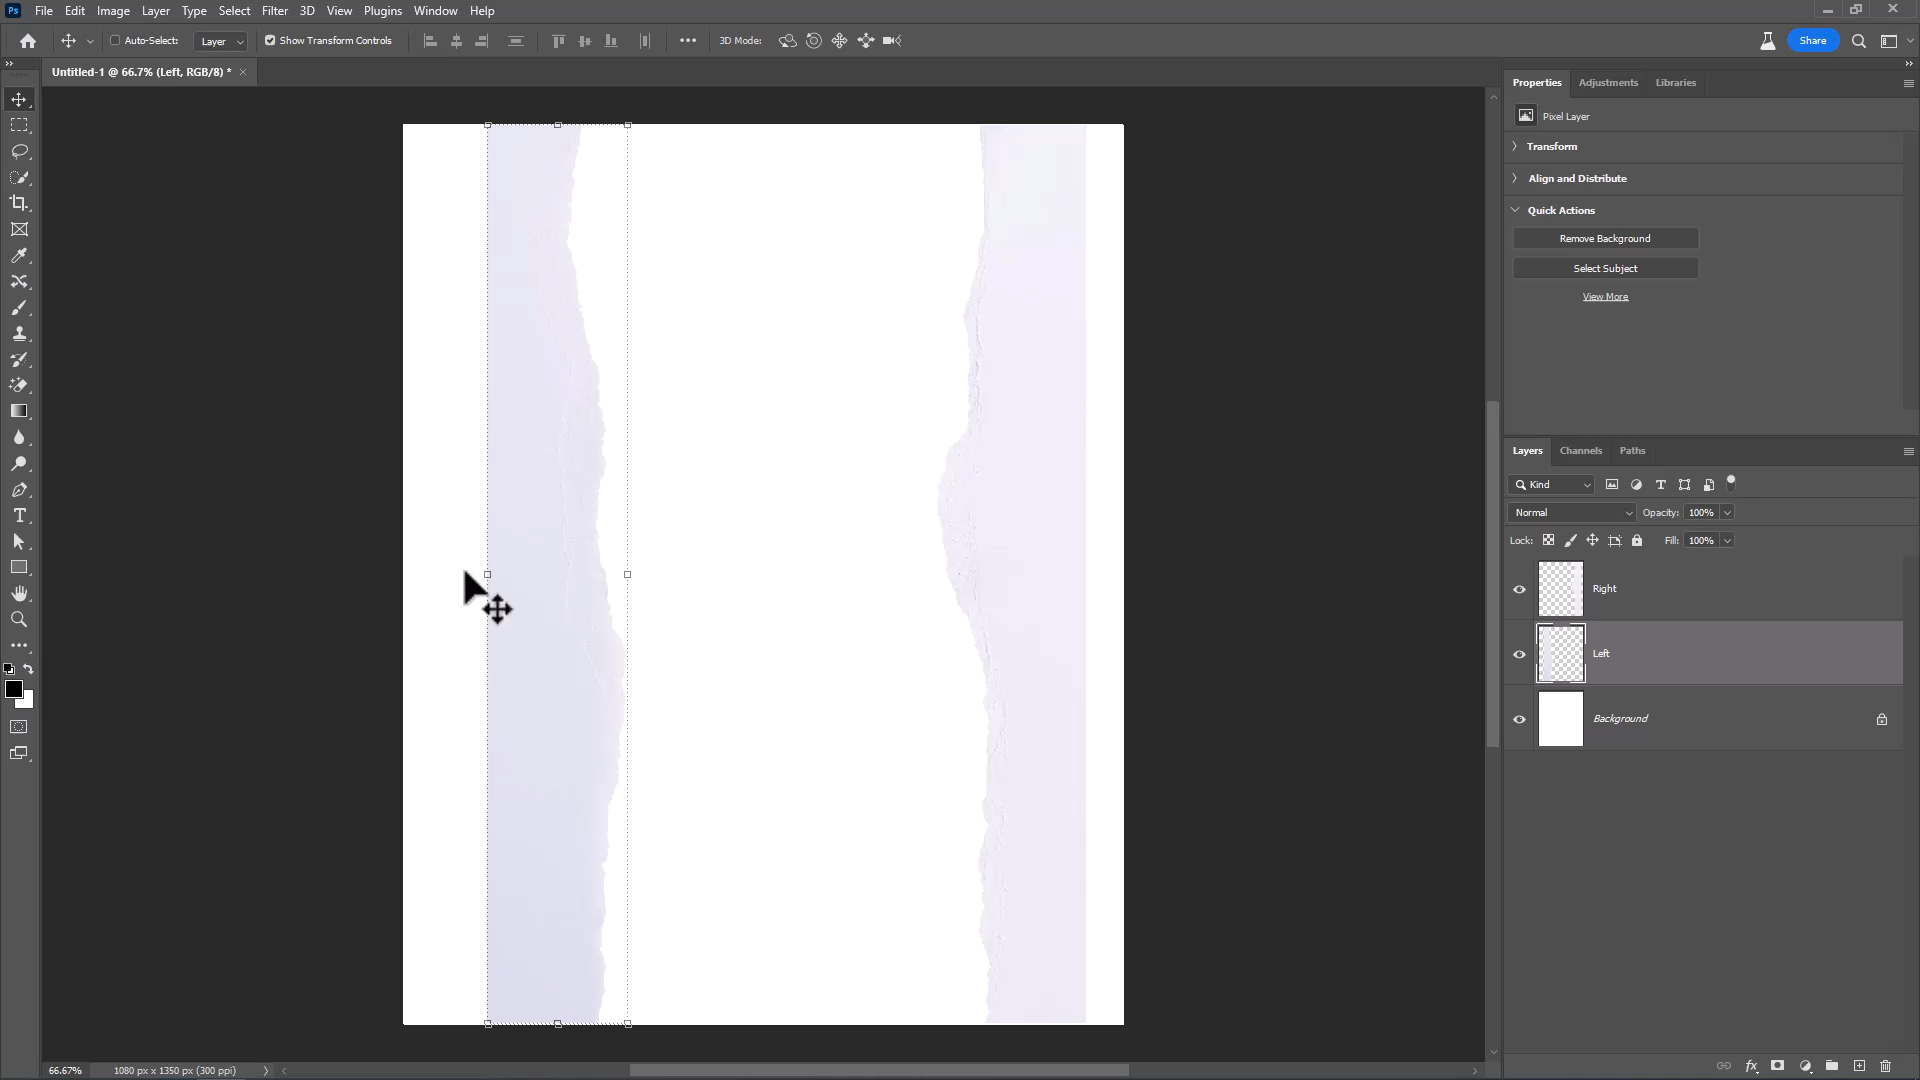 Ps File Edit Image Layer Type Select Filter 3D View Plugins Window Help
Auto-Select: Layer Show Transform Controls 3D Mode: Share
Untitled-1 @ 66.7% (Left, RGB/8) *
Properties Adjustments Libraries
Pixel Layer
Transform
Align and Distribute
Quick Actions
Remove Background
Select Subject
View More
Layers Channels Paths
Kind
Normal Opacity: 100%
Lock: Fill: 100%
Right
Left
Background
66.67% 1080 px x 1350 px (300 ppi)